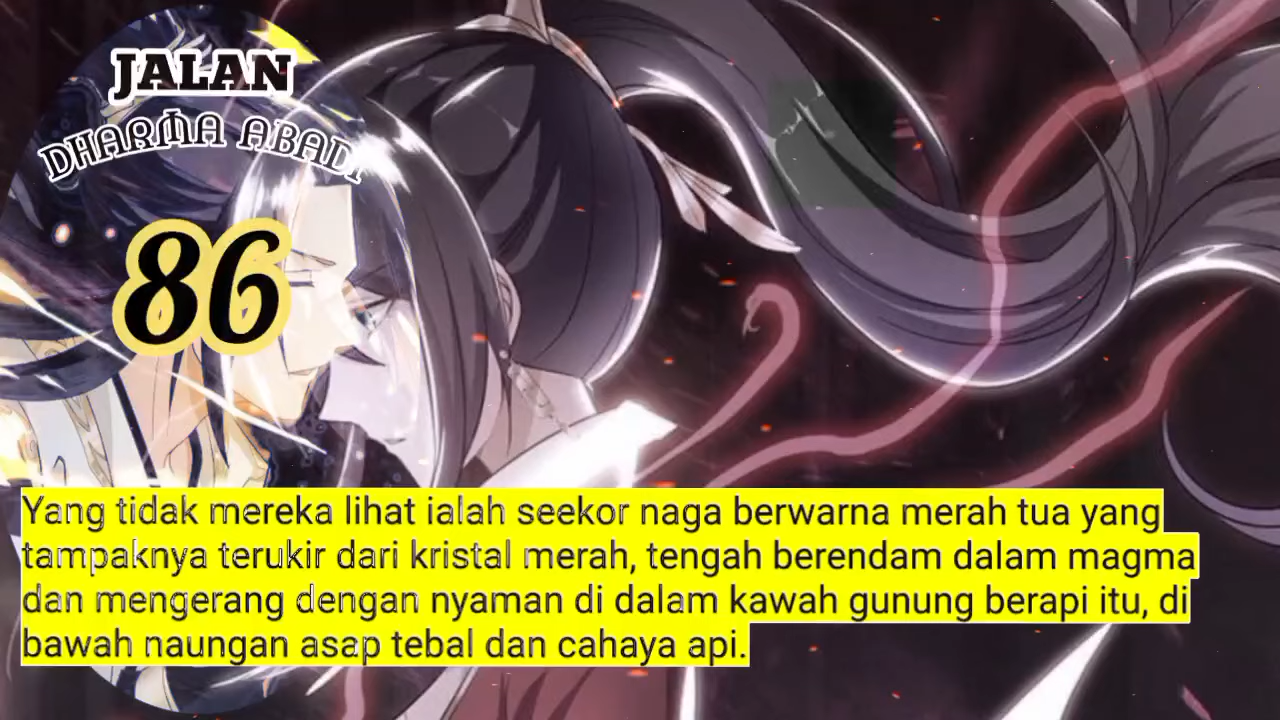 JALAN
DHARMA ABADI
86
Yang tidak mereka lihat ialah seekor naga berwarna merah tua yang
tampaknya terukir dari kristal merah, tengah berendam dalam magma
dan mengerang dengan nyaman di dalam kawah gunung berapi itu, di
bawah naungan asap tebal dan cahaya api.